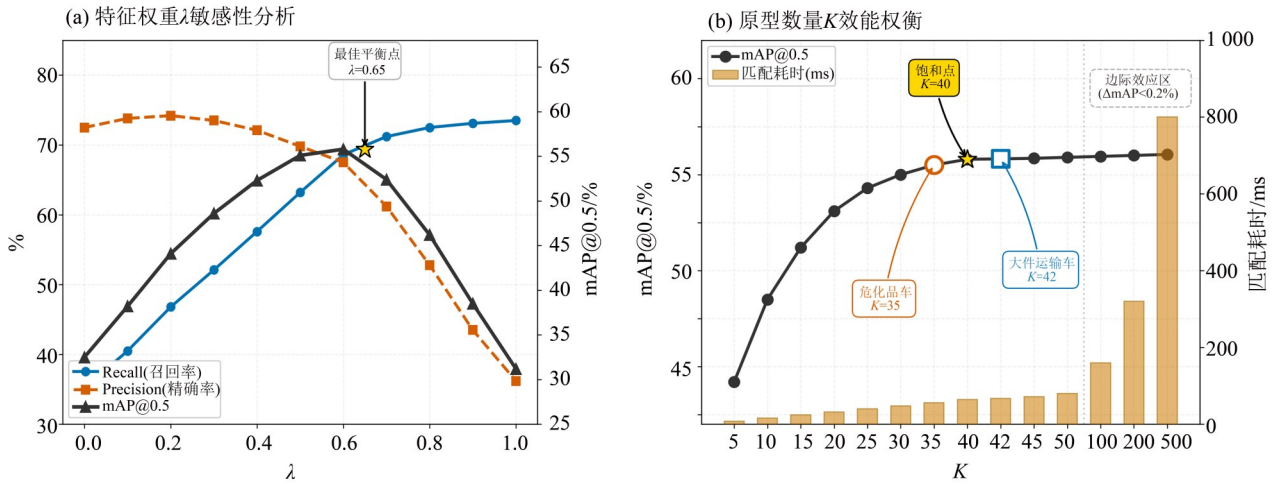 (a) 特征权重λ敏感性分析
最佳平衡点
λ=0.65
80
70
60
50
40
30
%
65
60
55
50
45
40
35
30
25
mAP@0.5/%
Recall(召回率)
Precision(精确率)
mAP@0.5
0.0 0.2 0.4 0.6 0.8 1.0
λ
(b) 原型数量K效能权衡
mAP@0.5
匹配耗时(ms)
饱和点
K=40
边际效应区
(ΔmAP<0.2%)
危化品车
K=35
大件运输车
K=42
60
55
50
45
mAP@0.5/%
1 000
800
600
400
200
0
匹配耗时/ms
5 10 15 20 25 30 35 40 42 45 50 100 200 500
K